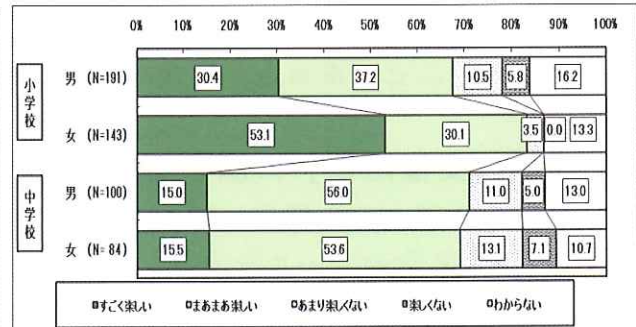 0% 10% 20% 30% 40% 50% 60% 70% 80% 90% 100%
小学校
男 (N=191) 30.4 37.2 10.5 5.8 16.2
女 (N=143) 53.1 30.1 3.5 0.0 13.3
中学校
男 (N=100) 15.0 56.0 11.0 5.0 13.0
女 (N= 84) 15.5 53.6 13.1 7.1 10.7
すごく楽しい まあまあ楽しい あまり楽しくない 楽しくない わからない